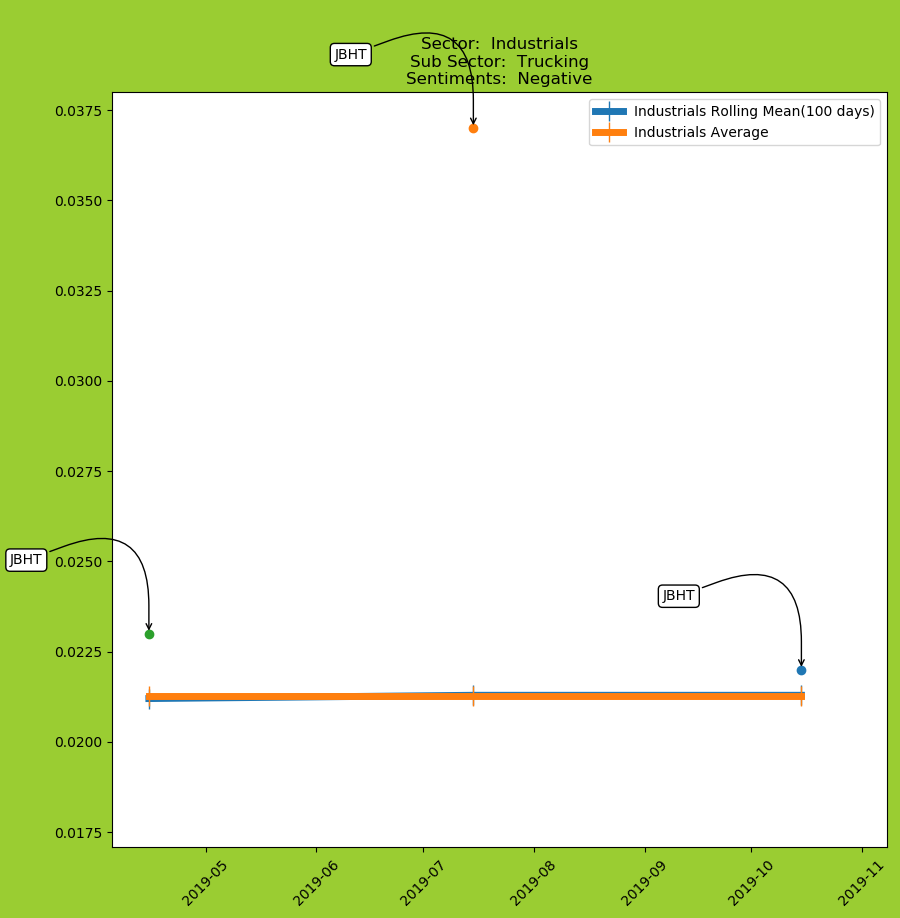 JBHT
Sector:  Industrials
Sub Sector:  Trucking
Sentiments:  Negative
Industrials Rolling Mean(100 days)
Industrials Average
0.0375
0.0350
0.0325
0.0300
0.0275
JBHT
0.0250
JBHT
0.0225
0.0200
0.0175
2019-05
2019-06
2019-07
2019-08
2019-09
2019-10
2019-11